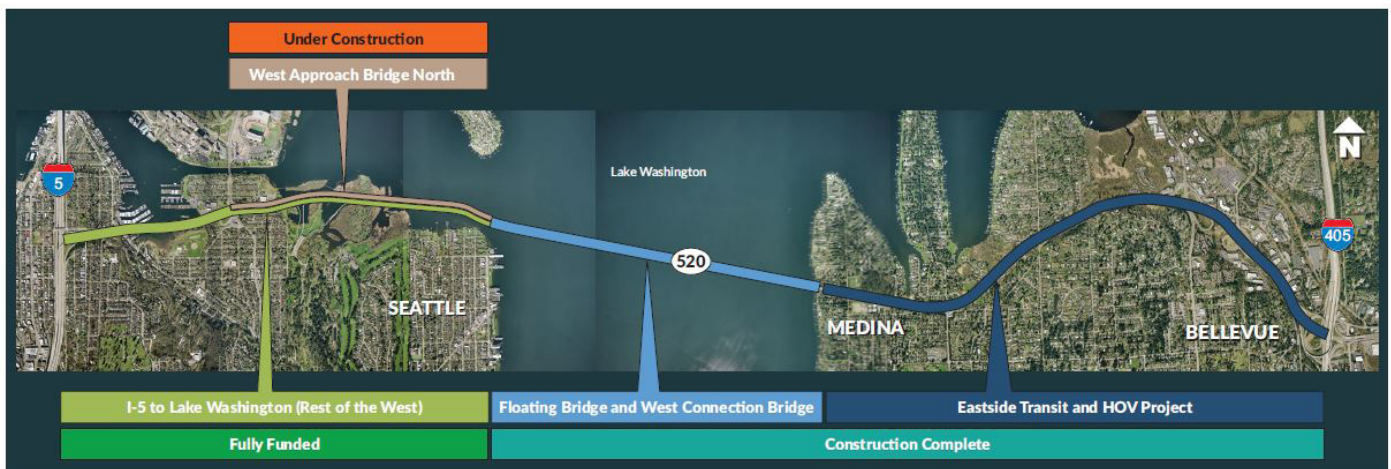 Under Construction
West Approach Bridge North
N
5
Lake Washington
405
520
SEATTLE
MEDINA
BELLEVUE
I-5 to Lake Washington (Rest of the West)
Floating Bridge and West Connection Bridge
Eastside Transit and HOV Project
Fully Funded
Construction Complete